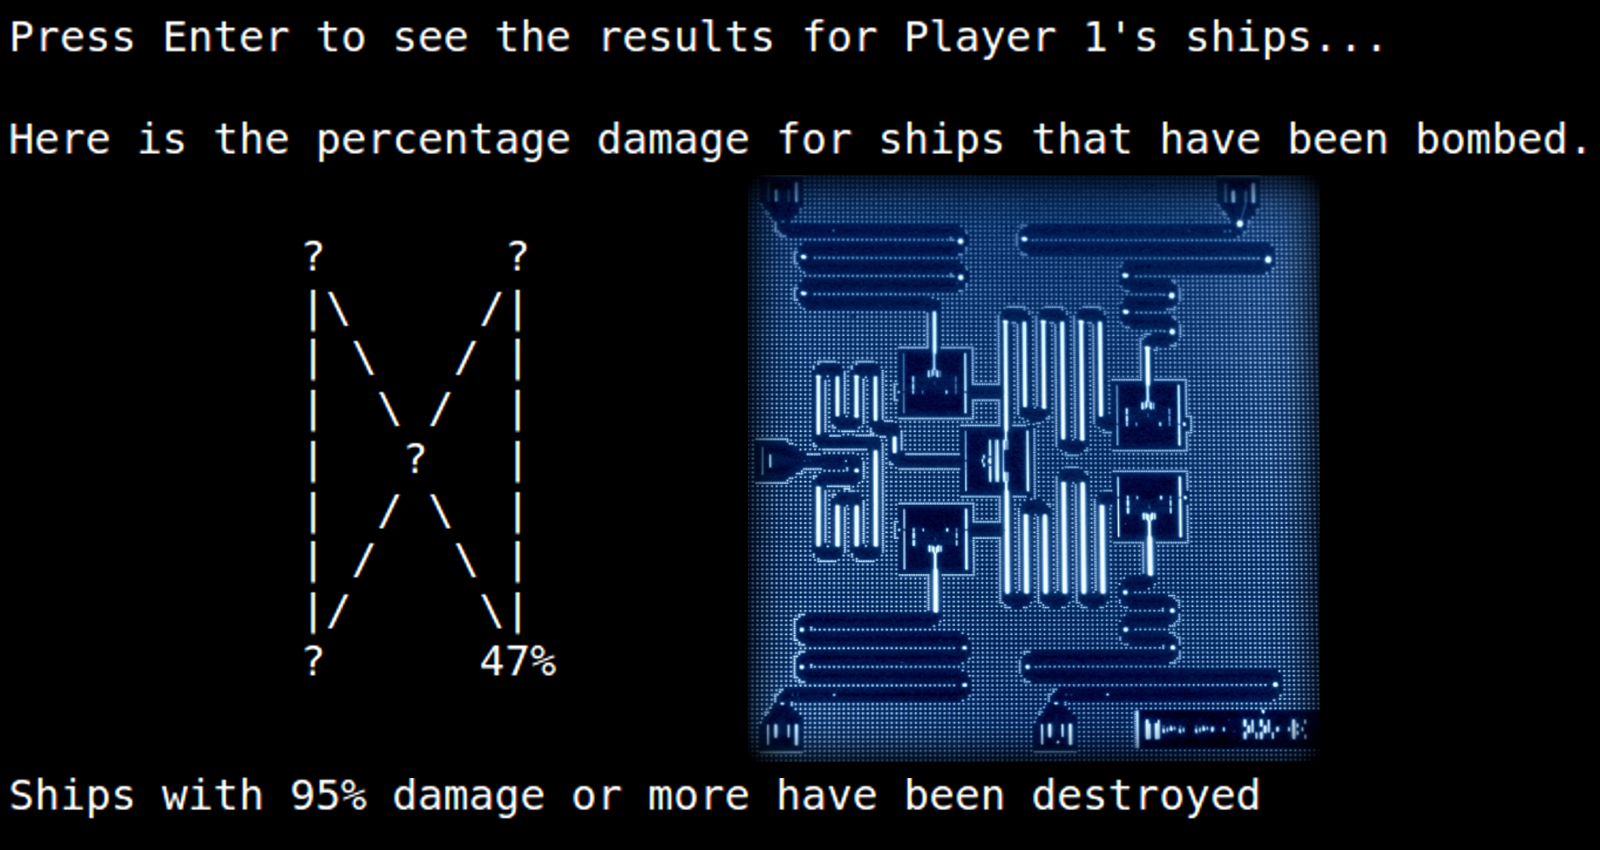 Press Enter to see the results for Player 1's ships...
Here is the percentage damage for ships that have been bombed.
?       ?
|\     /|
| \   / |
|  \ /  |
|   ?   |
|  / \  |
| /   \ |
|/     \|
?      47%
Ships with 95% damage or more have been destroyed